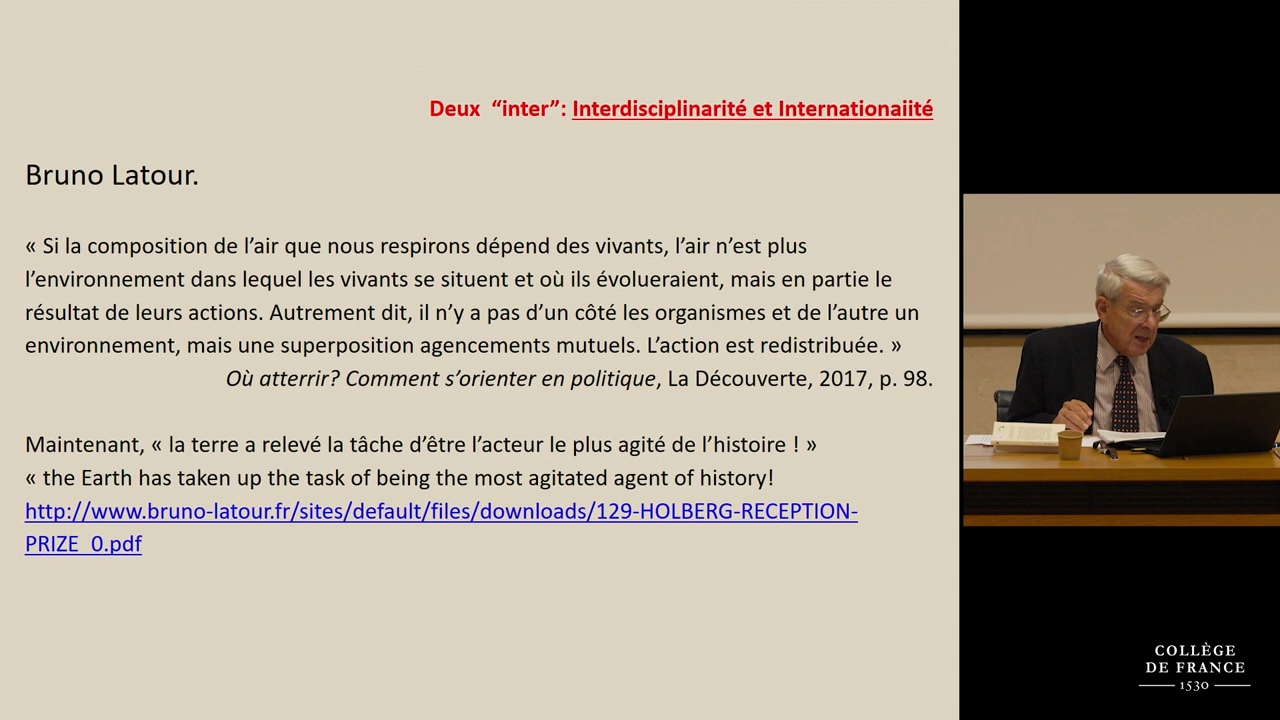 Deux “inter”: Interdisciplinarité et Internationaiité
Bruno Latour.
« Si la composition de l’air que nous respirons dépend des vivants, l’air n’est plus
l’environnement dans lequel les vivants se situent et où ils évolueraient, mais en partie le
résultat de leurs actions. Autrement dit, il n’y a pas d’un côté les organismes et de l’autre un
environnement, mais une superposition agencements mutuels. L’action est redistribuée. »
Où atterrir? Comment s’orienter en politique, La Découverte, 2017, p. 98.
Maintenant, « la terre a relevé la tâche d’être l’acteur le plus agité de l’histoire ! »
« the Earth has taken up the task of being the most agitated agent of history!
http://www.bruno-latour.fr/sites/default/files/downloads/129-HOLBERG-RECEPTION-
PRIZE_0.pdf
COLLÈGE
DE FRANCE
1530